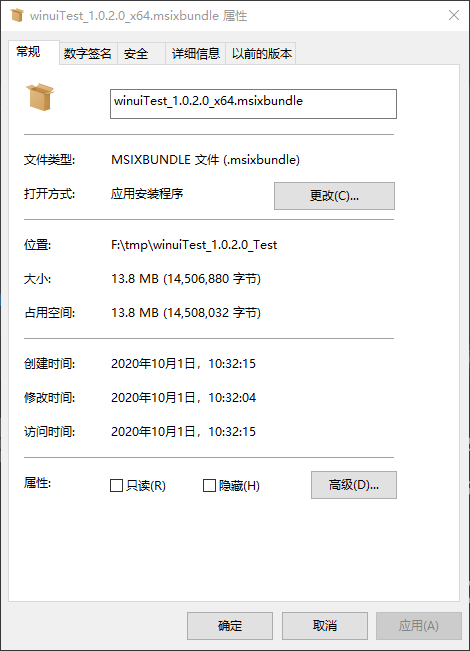 winuiTest_1.0.2.0_x64.msixbundle 属性
常规 数字签名 安全 详细信息 以前的版本
winuiTest_1.0.2.0_x64.msixbundle
文件类型: MSIXBUNDLE 文件 (.msixbundle)
打开方式: 应用安装程序 更改(C)...
位置: F:\tmp\winuiTest_1.0.2.0_Test
大小: 13.8 MB (14,506,880 字节)
占用空间: 13.8 MB (14,508,032 字节)
创建时间: 2020年10月1日，10:32:15
修改时间: 2020年10月1日，10:32:04
访问时间: 2020年10月1日，10:32:15
属性: 只读(R) 隐藏(H) 高级(D)...
确定 取消 应用(A)